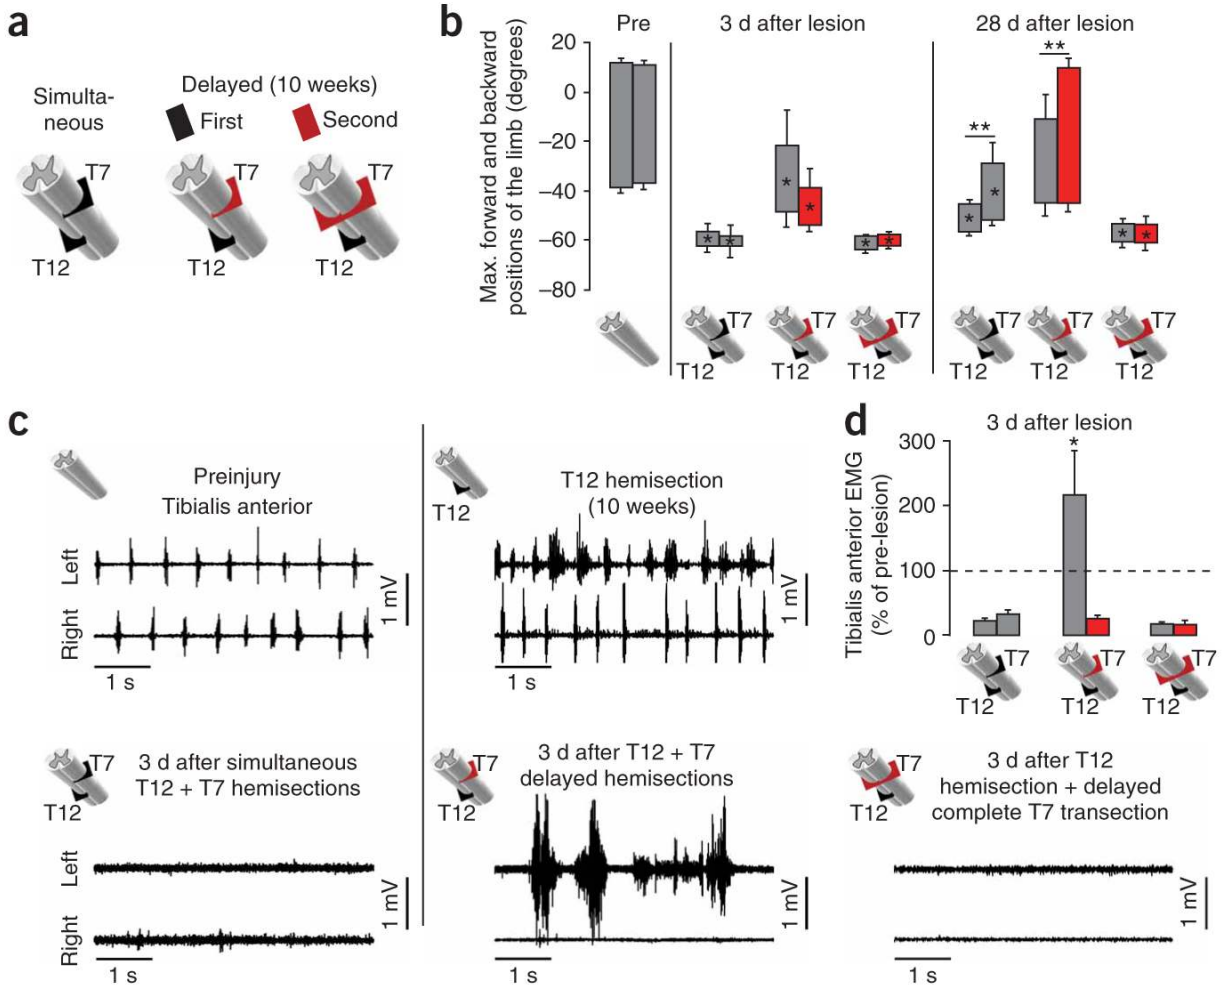 a
Simulta-
neous
Delayed (10 weeks)
First
Second
T7
T12
T7
T12
T7
T12
b
Max. forward and backward
positions of the limb (degrees)
20
0
−20
−40
−60
−80
Pre
3 d after lesion
28 d after lesion
*
*
*
*
*
*
*
*
**
**
*
*
T7
T12
T7
T12
T7
T12
T7
T12
T7
T12
T7
T12
c
T12
Preinjury
Tibialis anterior
Left
Right
1 mV
1 s
T12
T12 hemisection
(10 weeks)
1 mV
1 s
T7
T12
3 d after simultaneous
T12 + T7 hemisections
Left
Right
1 mV
1 s
T7
T12
3 d after T12 + T7
delayed hemisections
1 mV
1 s
T7
T12
3 d after T12
hemisection + delayed
complete T7 transection
1 mV
1 s
d
3 d after lesion
Tibialis anterior EMG
(% of pre-lesion)
300
200
100
0
*
T7
T12
T7
T12
T7
T12